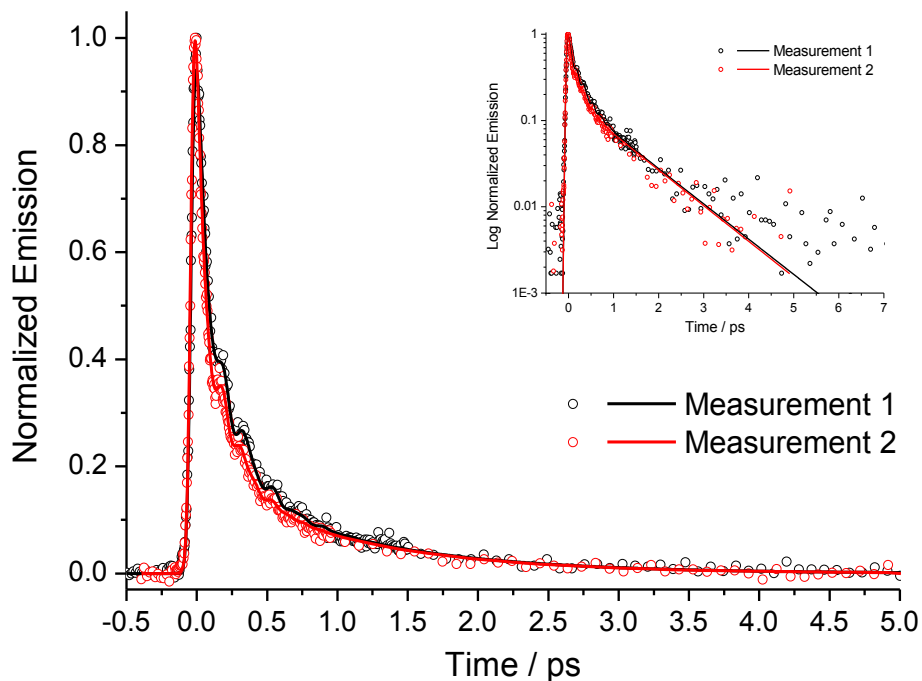 Normalized Emission
1.0
0.8
0.6
0.4
0.2
0.0
-0.5 0.0 0.5 1.0 1.5 2.0 2.5 3.0 3.5 4.0 4.5 5.0
Time / ps
Measurement 1
Measurement 2
Log Normalized Emission
1
0.1
0.01
1E-3
0 1 2 3 4 5 6 7
Time / ps
Measurement 1
Measurement 2